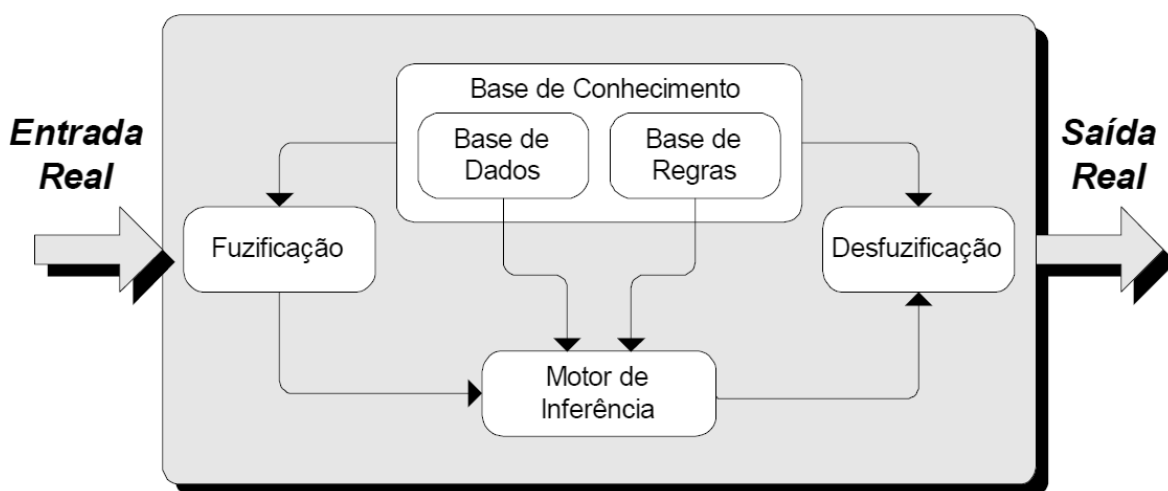 Entrada
Real
Base de Conhecimento
Base de
Dados
Base de
Regras
Fuzificação
Desfuzificação
Motor de
Inferência
Saída
Real